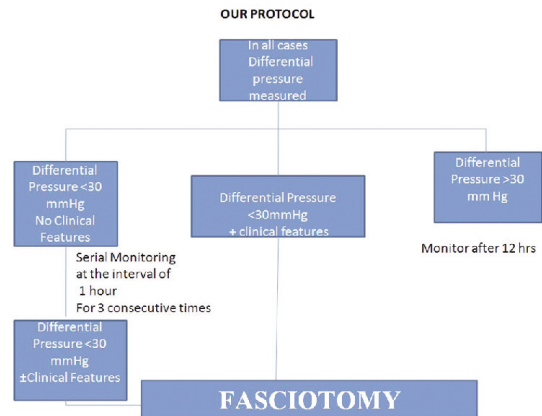 OUR PROTOCOL
In all cases
Differential
pressure
measured
Differential
Pressure <30
mmHg
No Clinical
Features
Differential Pressure
<30mmHg
+ clinical features
Differential
Pressure >30
mm Hg
Monitor after 12 hrs
Serial Monitoring
at the interval of
1 hour
For 3 consecutive times
Differential
Pressure <30
mmHg
±Clinical Features
FASCIOTOMY